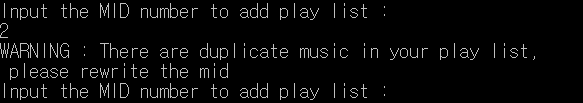 Input the MID number to add play list :
2
WARNING : There are duplicate music in your play list,
 please rewrite the mid
Input the MID number to add play list :